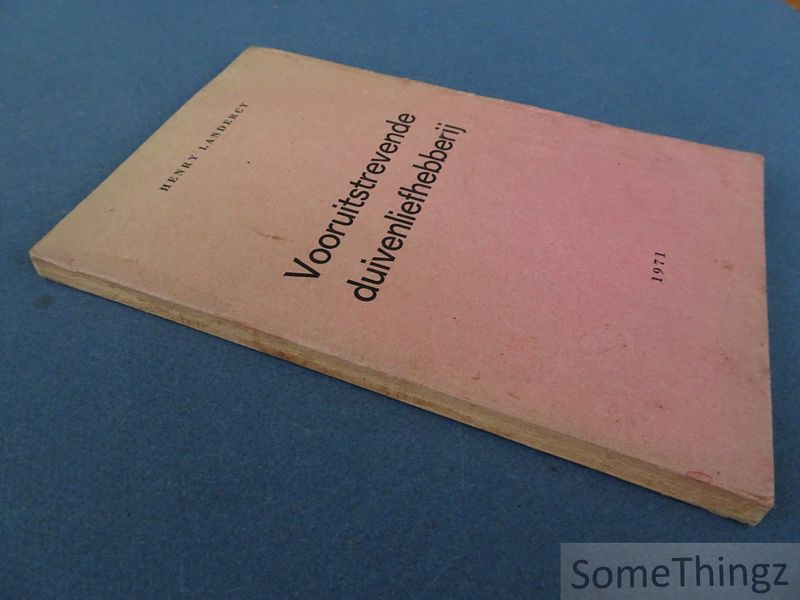 HENRY LANDERCY
Vooruitstrevende
duivenliefhebberij
1971
SomeThingz